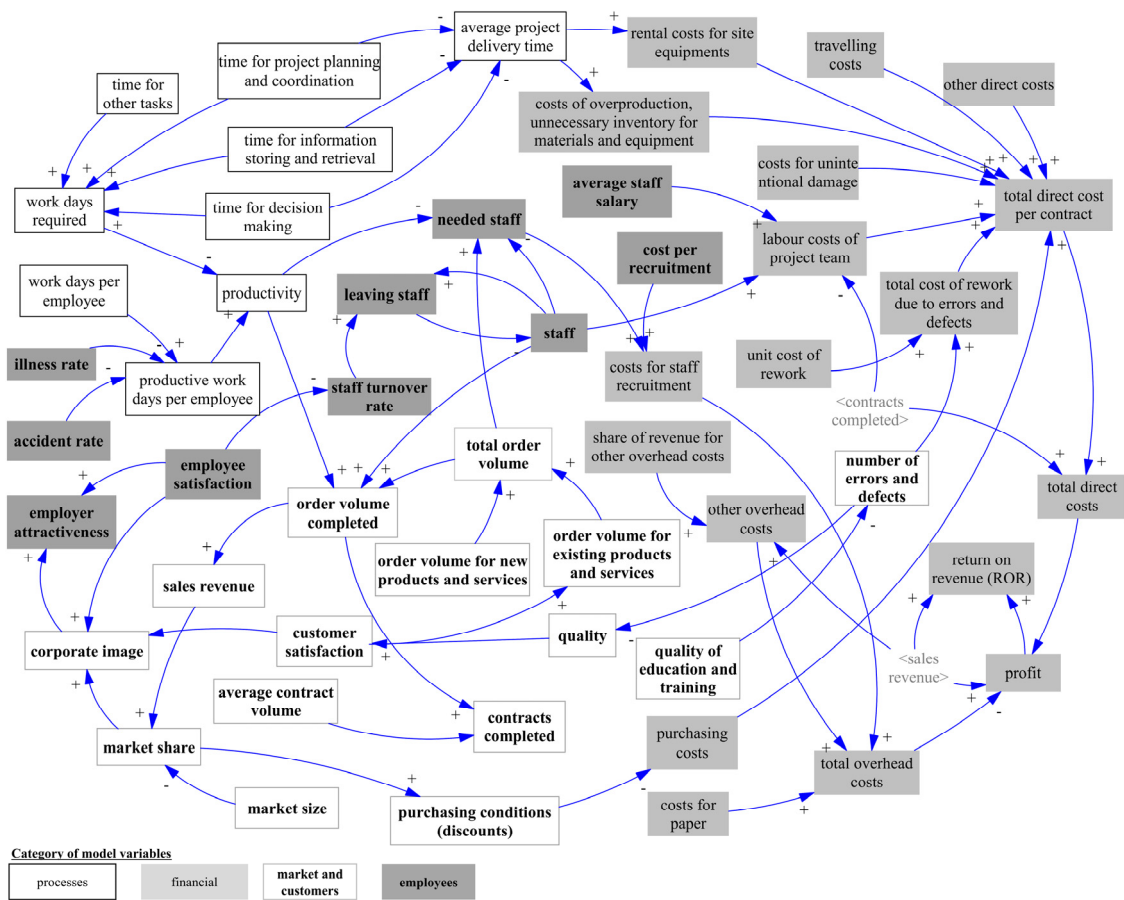 average project
delivery time
rental costs for site
equipments
travelling
costs
other direct costs
time for project planning
and coordination
time for
other tasks
costs of overproduction,
unnecessary inventory for
materials and equipment
time for information
storing and retrieval
costs for uninte
ntional damage
total direct cost
per contract
work days
required
time for decision
making
needed staff
average staff
salary
labour costs of
project team
cost per
recruitment
work days per
employee
productivity
leaving staff
total cost of rework
due to errors and
defects
staff
illness rate
productive work
days per employee
staff turnover
rate
costs for staff
recruitment
unit cost of
rework
<contracts
completed>
accident rate
share of revenue for
other overhead costs
total order
volume
number of
errors and
defects
employee
satisfaction
employer
attractiveness
order volume
completed
total direct
costs
other overhead
costs
order volume for new
products and services
order volume for
existing products
and services
return on
revenue (ROR)
sales revenue
corporate image
customer
satisfaction
quality
quality of
education and
training
<sales
revenue>
profit
average contract
volume
contracts
completed
market share
purchasing
costs
total overhead
costs
market size
purchasing conditions
(discounts)
costs for
paper
Category of model variables
processes
financial
market and
customers
employees